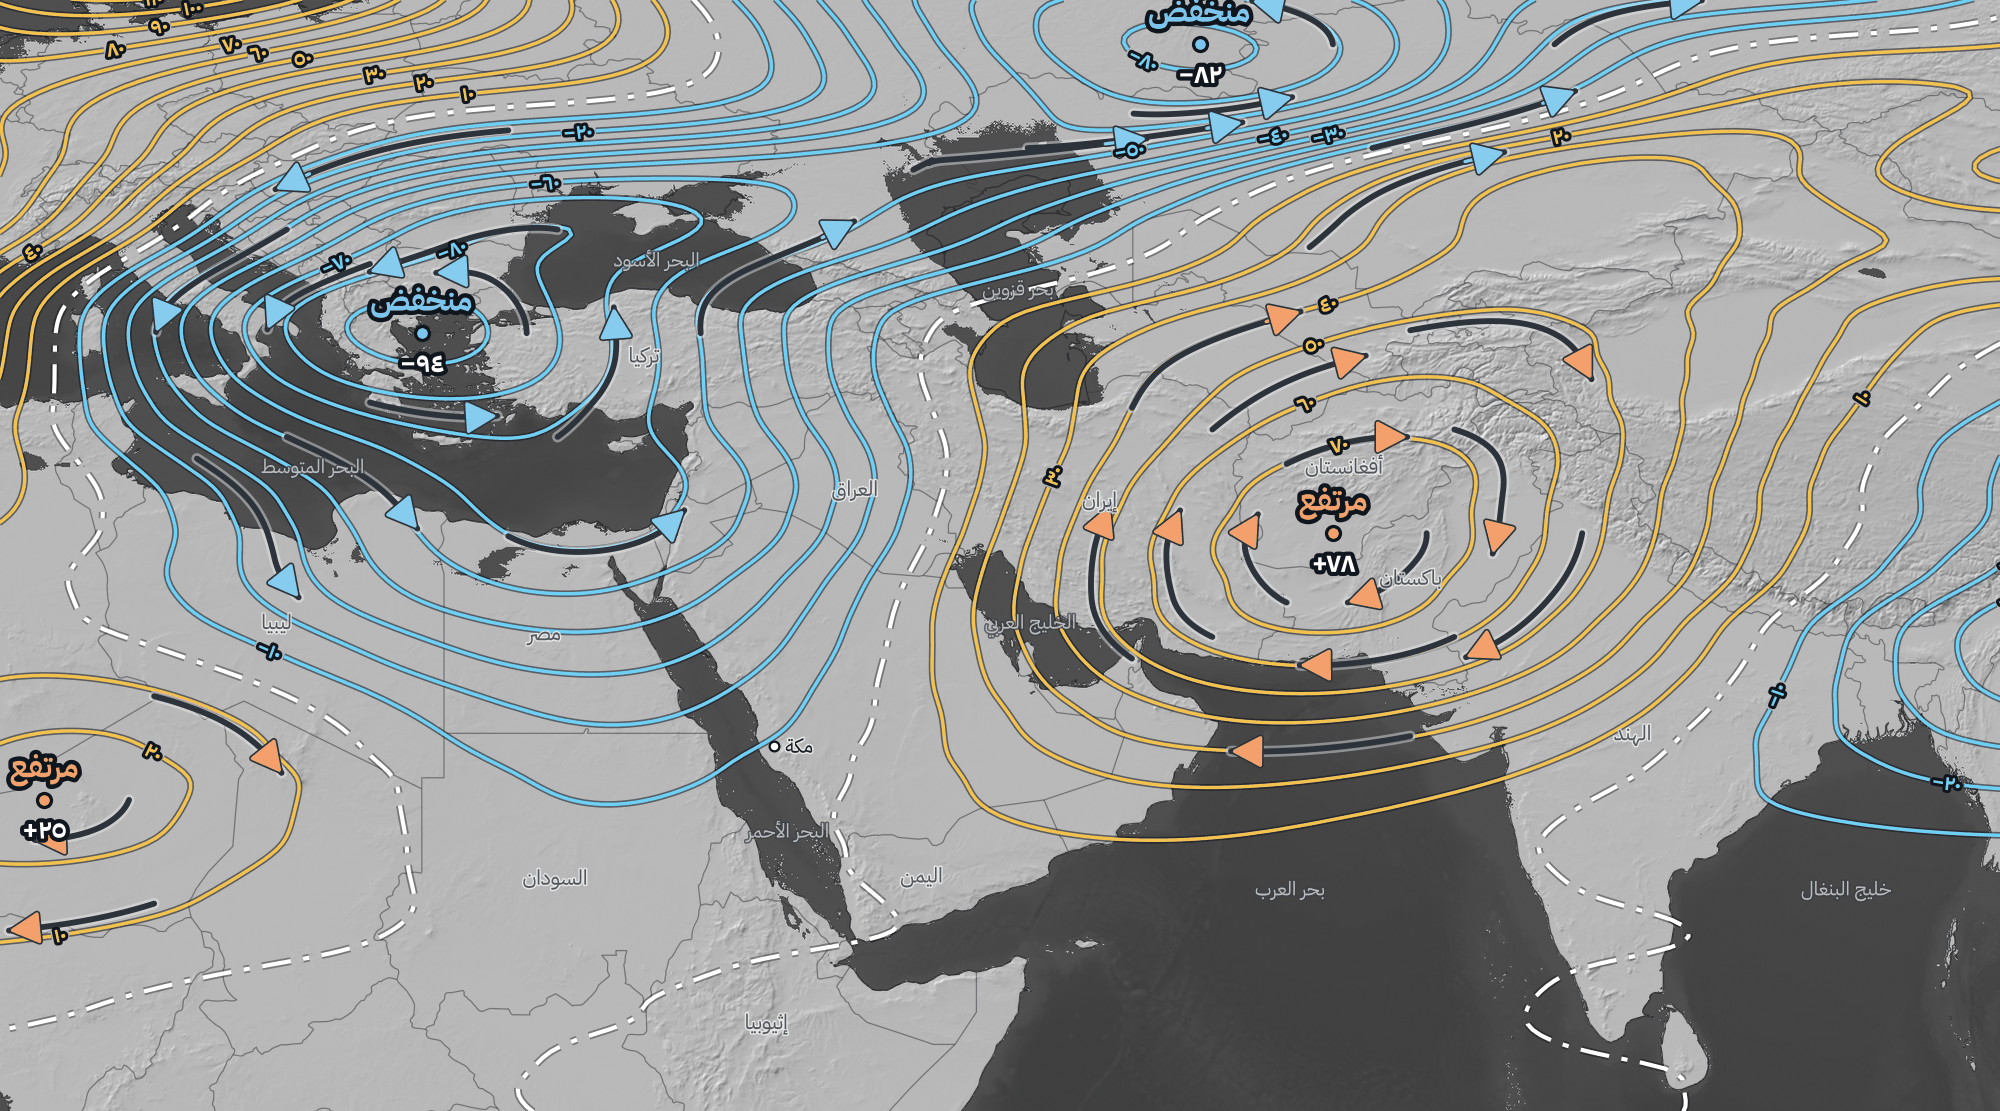 ١٠٠
٩٠
٨٠
٧٠
٦٠
٥٠
٣٠
٢٠
١٠
منخفض
−٨٠
−٨٢
−٢٠
−٥٠
−٤٠
−٣٠
٢٠
−٦٠
٤٠
−٧٠
−٨٠
البحر الأسود
بحر قزوين
منخفض
−٩٤
تركيا
٤٠
٥٠
٦٠
١٠
٧٠
البحر المتوسط
أفغانستان
العراق
٣٠
إيران
مرتفع
+٧٨
باكستان
ليبيا
مصر
الخليج العربي
−١٠
−١٠
الهند
مكة
٢٠
مرتفع
+٢٥
−٢٠
البحر الأحمر
السودان
اليمن
بحر العرب
خليج البنغال
١٠
إثيوبيا